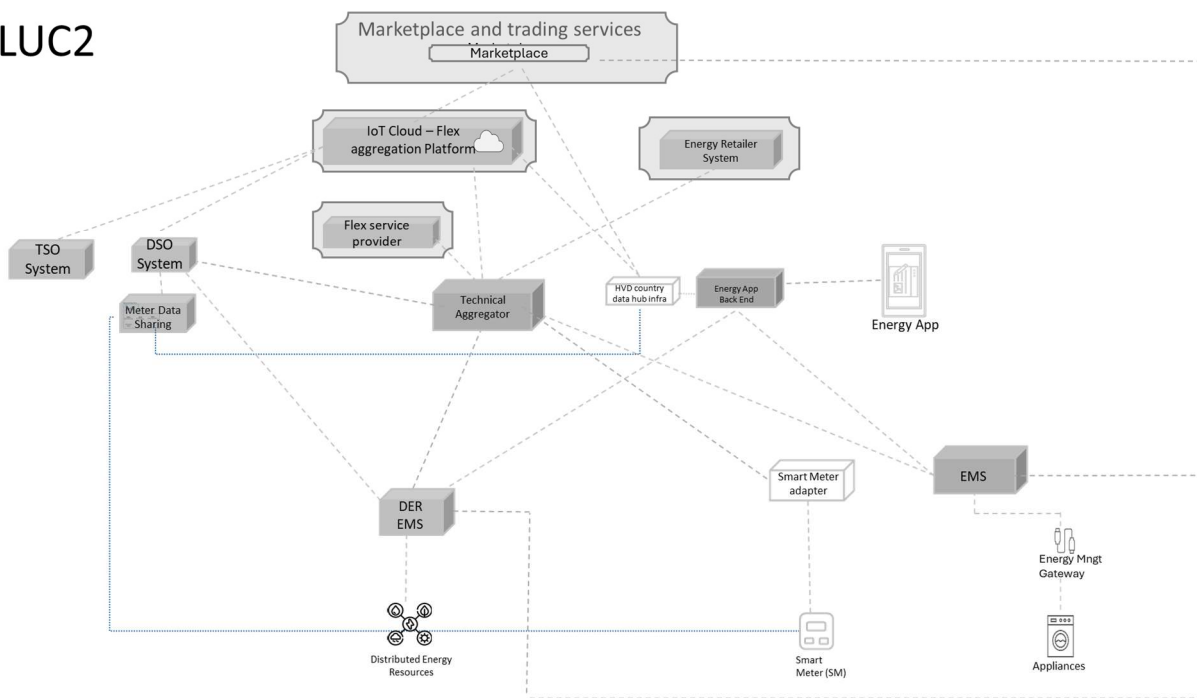 LUC2
Marketplace and trading services
Marketplace
IoT Cloud – Flex
aggregation Platform
Energy Retailer
System
Flex service
provider
TSO
System
DSO
System
Meter Data
Sharing
Technical
Aggregator
HVD country
data hub infra
Energy App
Back End
Energy App
Smart Meter
adapter
EMS
DER
EMS
Energy Mngt
Gateway
Distributed Energy
Resources
Smart
Meter (SM)
Appliances